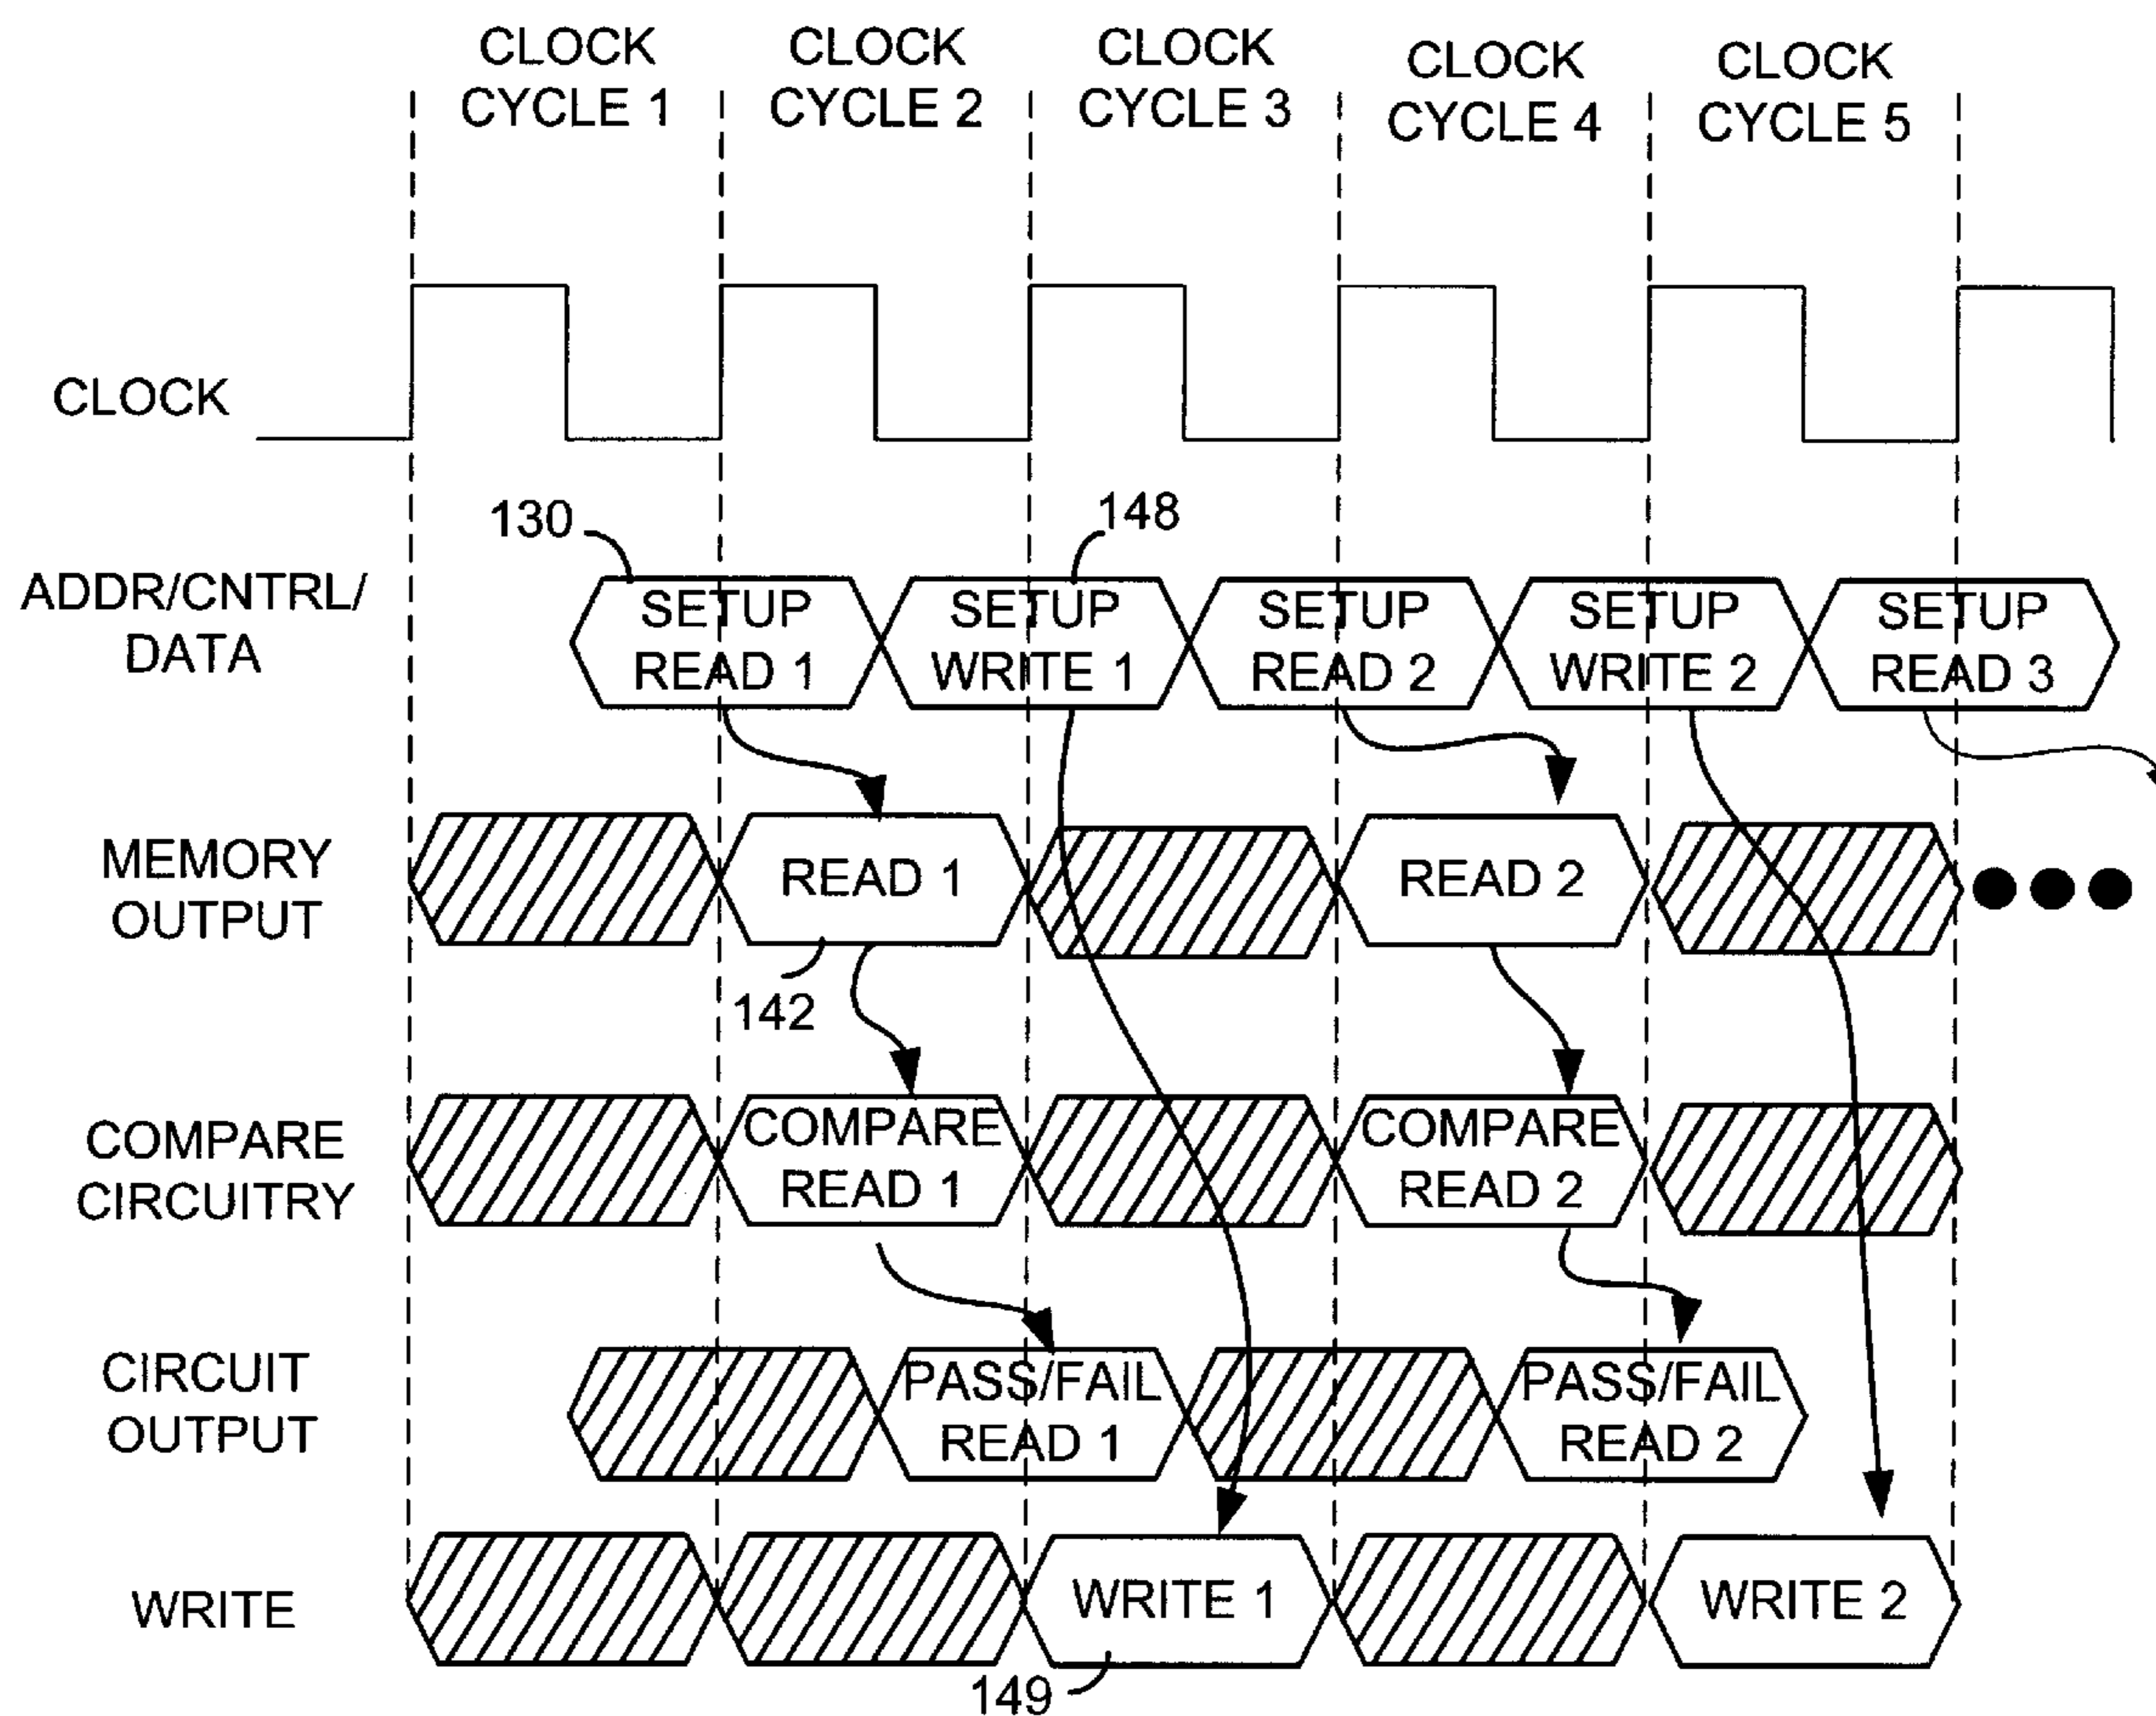 CLOCK
CYCLE 1
CLOCK
CYCLE 2
CLOCK
CYCLE 3
CLOCK
CYCLE 4
CLOCK
CYCLE 5
CLOCK
130
148
ADDR/CNTRL/
DATA
SETUP
READ 1
SETUP
WRITE 1
SETUP
READ 2
SETUP
WRITE 2
SETUP
READ 3
MEMORY
OUTPUT
READ 1
READ 2
142
COMPARE
CIRCUITRY
COMPARE
READ 1
COMPARE
READ 2
CIRCUIT
OUTPUT
PASS/FAIL
READ 1
PASS/FAIL
READ 2
WRITE
WRITE 1
WRITE 2
149